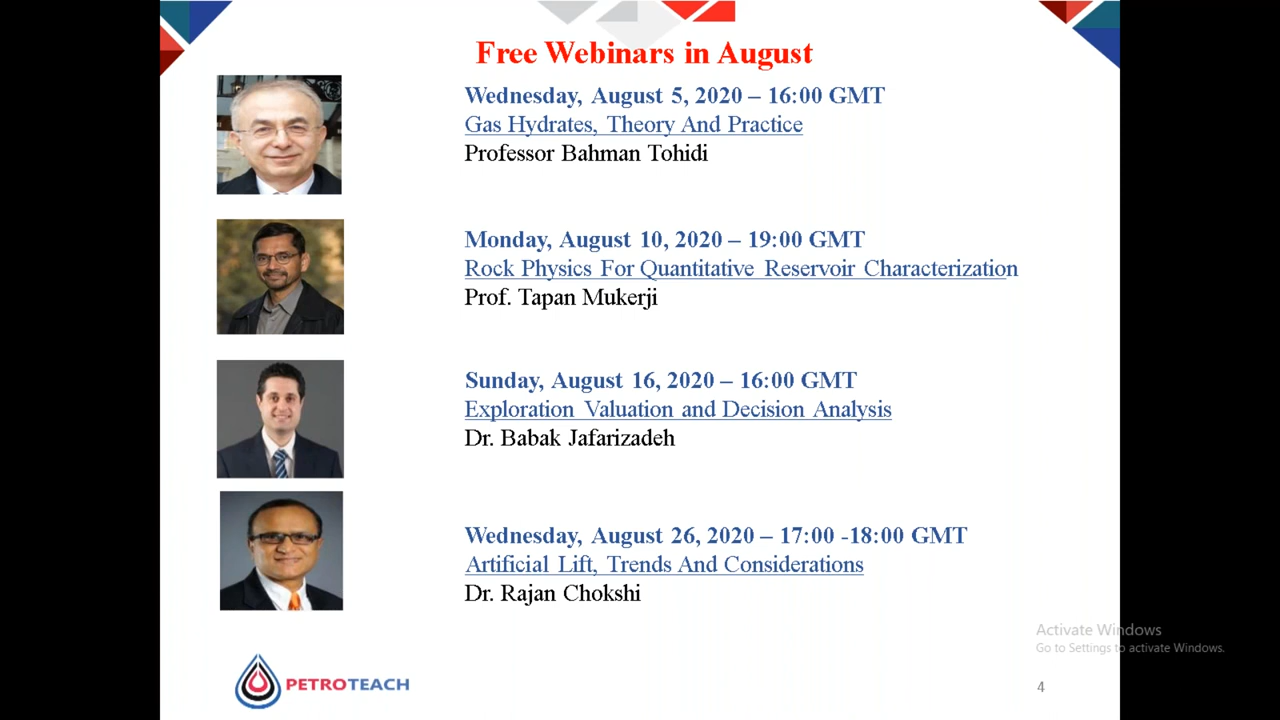 Free Webinars in August
Wednesday, August 5, 2020 – 16:00 GMT
Gas Hydrates, Theory And Practice
Professor Bahman Tohidi
Monday, August 10, 2020 – 19:00 GMT
Rock Physics For Quantitative Reservoir Characterization
Prof. Tapan Mukerji
Sunday, August 16, 2020 – 16:00 GMT
Exploration Valuation and Decision Analysis
Dr. Babak Jafarizadeh
Wednesday, August 26, 2020 – 17:00 -18:00 GMT
Artificial Lift, Trends And Considerations
Dr. Rajan Chokshi
Activate Windows
Go to Settings to activate Windows.
PETROTEACH
4